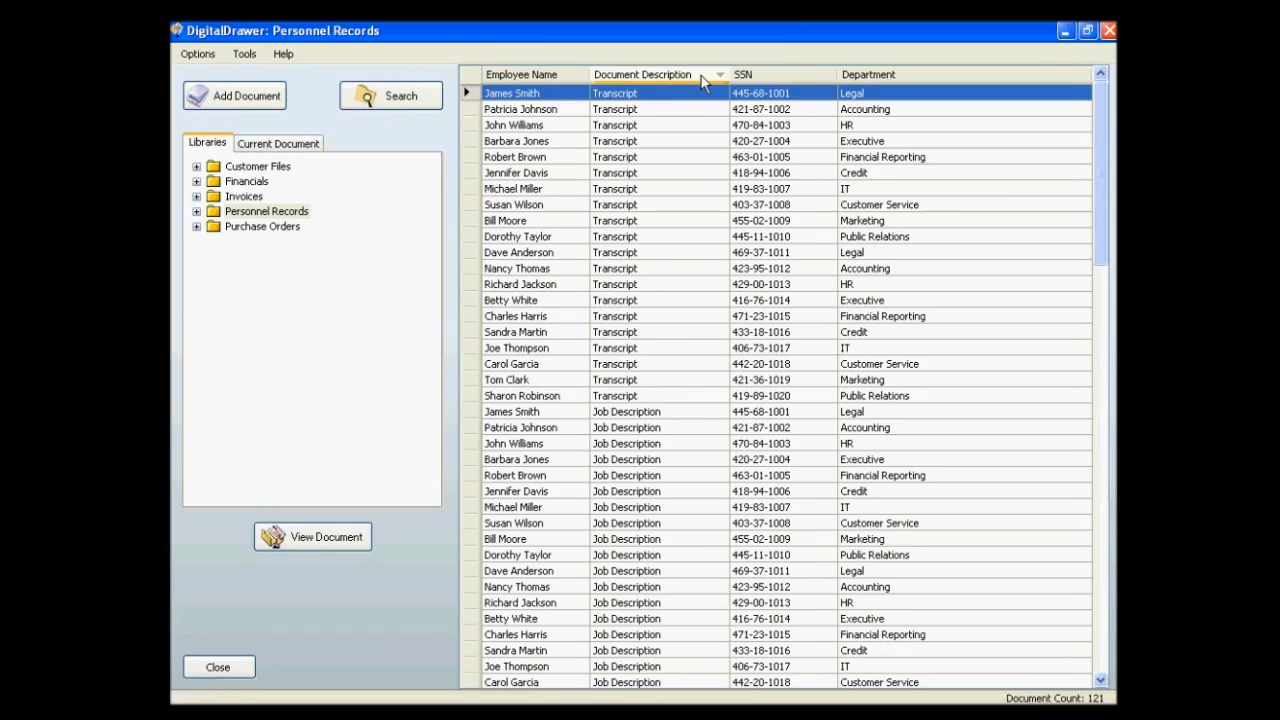 DigitalDrawer: Personnel Records
Options Tools Help
Add Document Search
Libraries Current Document
Customer Files
Financials
Invoices
Personnel Records
Purchase Orders
View Document
Close
Employee Name Document Description SSN Department
James Smith Transcript 445-68-1001 Legal
Patricia Johnson Transcript 421-87-1002 Accounting
John Williams Transcript 470-84-1003 HR
Barbara Jones Transcript 420-27-1004 Executive
Robert Brown Transcript 463-01-1005 Financial Reporting
Jennifer Davis Transcript 418-94-1006 Credit
Michael Miller Transcript 419-83-1007 IT
Susan Wilson Transcript 403-37-1008 Customer Service
Bill Moore Transcript 455-02-1009 Marketing
Dorothy Taylor Transcript 445-11-1010 Public Relations
Dave Anderson Transcript 469-37-1011 Legal
Nancy Thomas Transcript 423-95-1012 Accounting
Richard Jackson Transcript 429-00-1013 HR
Betty White Transcript 416-76-1014 Executive
Charles Harris Transcript 471-23-1015 Financial Reporting
Sandra Martin Transcript 433-18-1016 Credit
Joe Thompson Transcript 406-73-1017 IT
Carol Garcia Transcript 442-20-1018 Customer Service
Tom Clark Transcript 421-36-1019 Marketing
Sharon Robinson Transcript 419-89-1020 Public Relations
James Smith Job Description 445-68-1001 Legal
Patricia Johnson Job Description 421-87-1002 Accounting
John Williams Job Description 470-84-1003 HR
Barbara Jones Job Description 420-27-1004 Executive
Robert Brown Job Description 463-01-1005 Financial Reporting
Jennifer Davis Job Description 418-94-1006 Credit
Michael Miller Job Description 419-83-1007 IT
Susan Wilson Job Description 403-37-1008 Customer Service
Bill Moore Job Description 455-02-1009 Marketing
Dorothy Taylor Job Description 445-11-1010 Public Relations
Dave Anderson Job Description 469-37-1011 Legal
Nancy Thomas Job Description 423-95-1012 Accounting
Richard Jackson Job Description 429-00-1013 HR
Betty White Job Description 416-76-1014 Executive
Charles Harris Job Description 471-23-1015 Financial Reporting
Sandra Martin Job Description 433-18-1016 Credit
Joe Thompson Job Description 406-73-1017 IT
Carol Garcia Job Description 442-20-1018 Customer Service
Document Count: 121